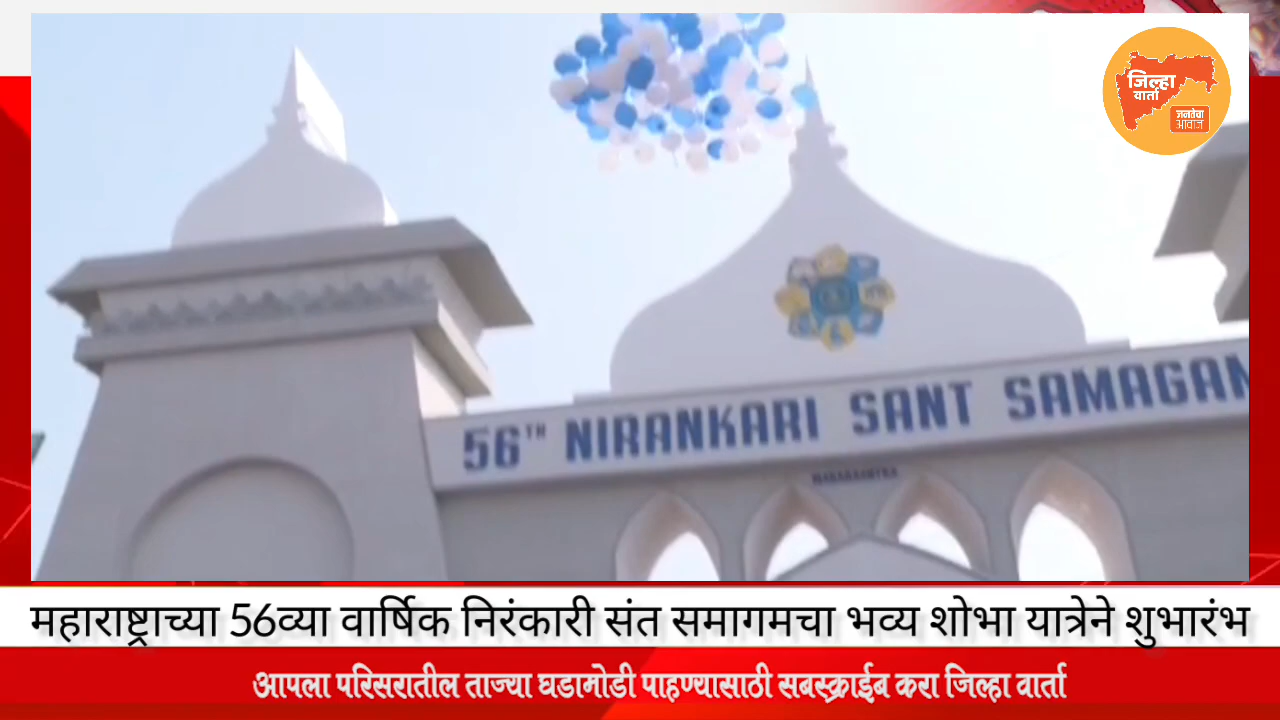 जिल्हा
वार्ता
जनतेचा
आवाज
56TH NIRANKARI SANT SAMAGAM
MAHARASHTRA
महाराष्ट्राच्या 56व्या वार्षिक निरंकारी संत समागमचा भव्य शोभा यात्रेने शुभारंभ
आपला परिसरातील ताज्या घडामोडी पाहण्यासाठी सबस्क्राईब करा जिल्हा वार्ता